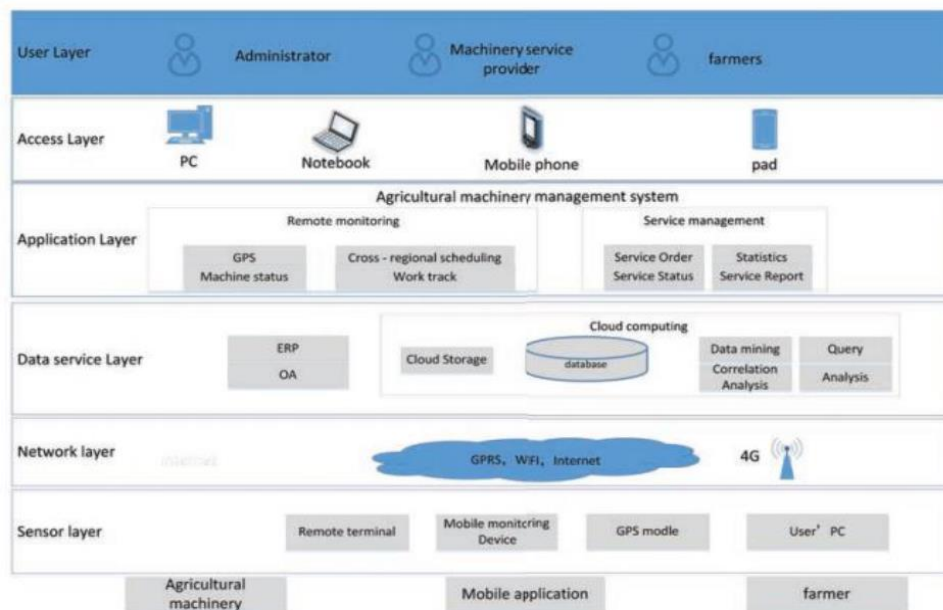 User Layer
Administrator
Machinery service
provider
farmers
Access Layer
PC
Notebook
Mobile phone
pad
Agricultural machinery management system
Application Layer
Remote monitoring
GPS
Machine status
Cross - regional scheduling
Work track
Service management
Service Order
Service Status
Statistics
Service Report
Data service Layer
ERP
OA
Cloud computing
Cloud Storage
database
Data mining
Correlation
Analysis
Query
Analysis
Network layer
internet
GPRS、WIFI、Internet
4G
Sensor layer
Remote terminal
Mobile monitoring
Device
GPS modle
User' PC
Agricultural
machinery
Mobile application
farmer